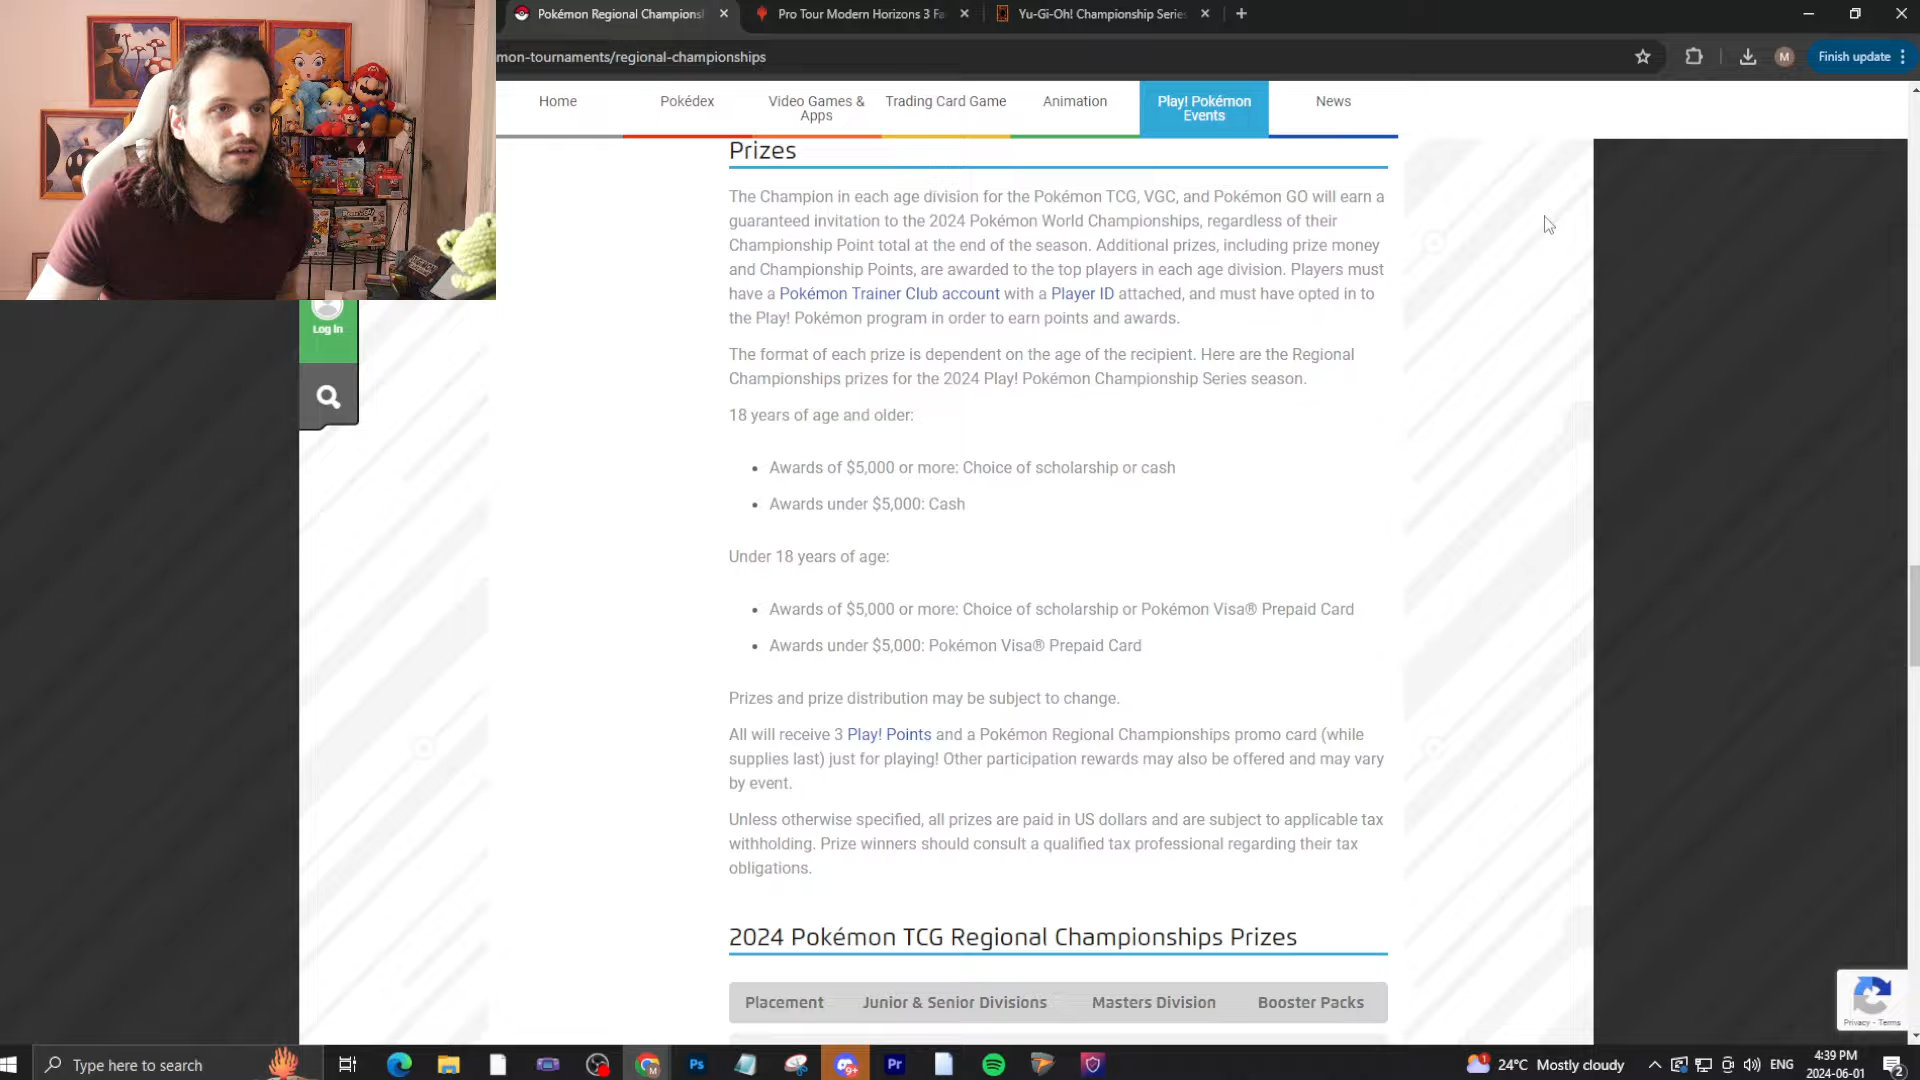 Pokémon Regional Champions
Pro Tour Modern Horizons 3 Fa
Yu-Gi-Oh! Championship Series
mon-tournaments/regional-championships
M
Finish update
Home
Pokédex
Video Games &
Apps
Trading Card Game
Animation
Play! Pokémon
Events
News
Prizes
The Champion in each age division for the Pokémon TCG, VGC, and Pokémon GO will earn a
guaranteed invitation to the 2024 Pokémon World Championships, regardless of their
Championship Point total at the end of the season. Additional prizes, including prize money
and Championship Points, are awarded to the top players in each age division. Players must
have a Pokémon Trainer Club account with a Player ID attached, and must have opted in to
the Play! Pokémon program in order to earn points and awards.
Log In
The format of each prize is dependent on the age of the recipient. Here are the Regional
Championships prizes for the 2024 Play! Pokémon Championship Series season.
18 years of age and older:
• Awards of $5,000 or more: Choice of scholarship or cash
• Awards under $5,000: Cash
Under 18 years of age:
• Awards of $5,000 or more: Choice of scholarship or Pokémon Visa® Prepaid Card
• Awards under $5,000: Pokémon Visa® Prepaid Card
Prizes and prize distribution may be subject to change.
All will receive 3 Play! Points and a Pokémon Regional Championships promo card (while
supplies last) just for playing! Other participation rewards may also be offered and may vary
by event.
Unless otherwise specified, all prizes are paid in US dollars and are subject to applicable tax
withholding. Prize winners should consult a qualified tax professional regarding their tax
obligations.
2024 Pokémon TCG Regional Championships Prizes
Placement
Junior & Senior Divisions
Masters Division
Booster Packs
Privacy - Terms
Type here to search
M
Ps
9+
Pr
1
24°C Mostly cloudy
ENG
4:39 PM
2024-06-01
2